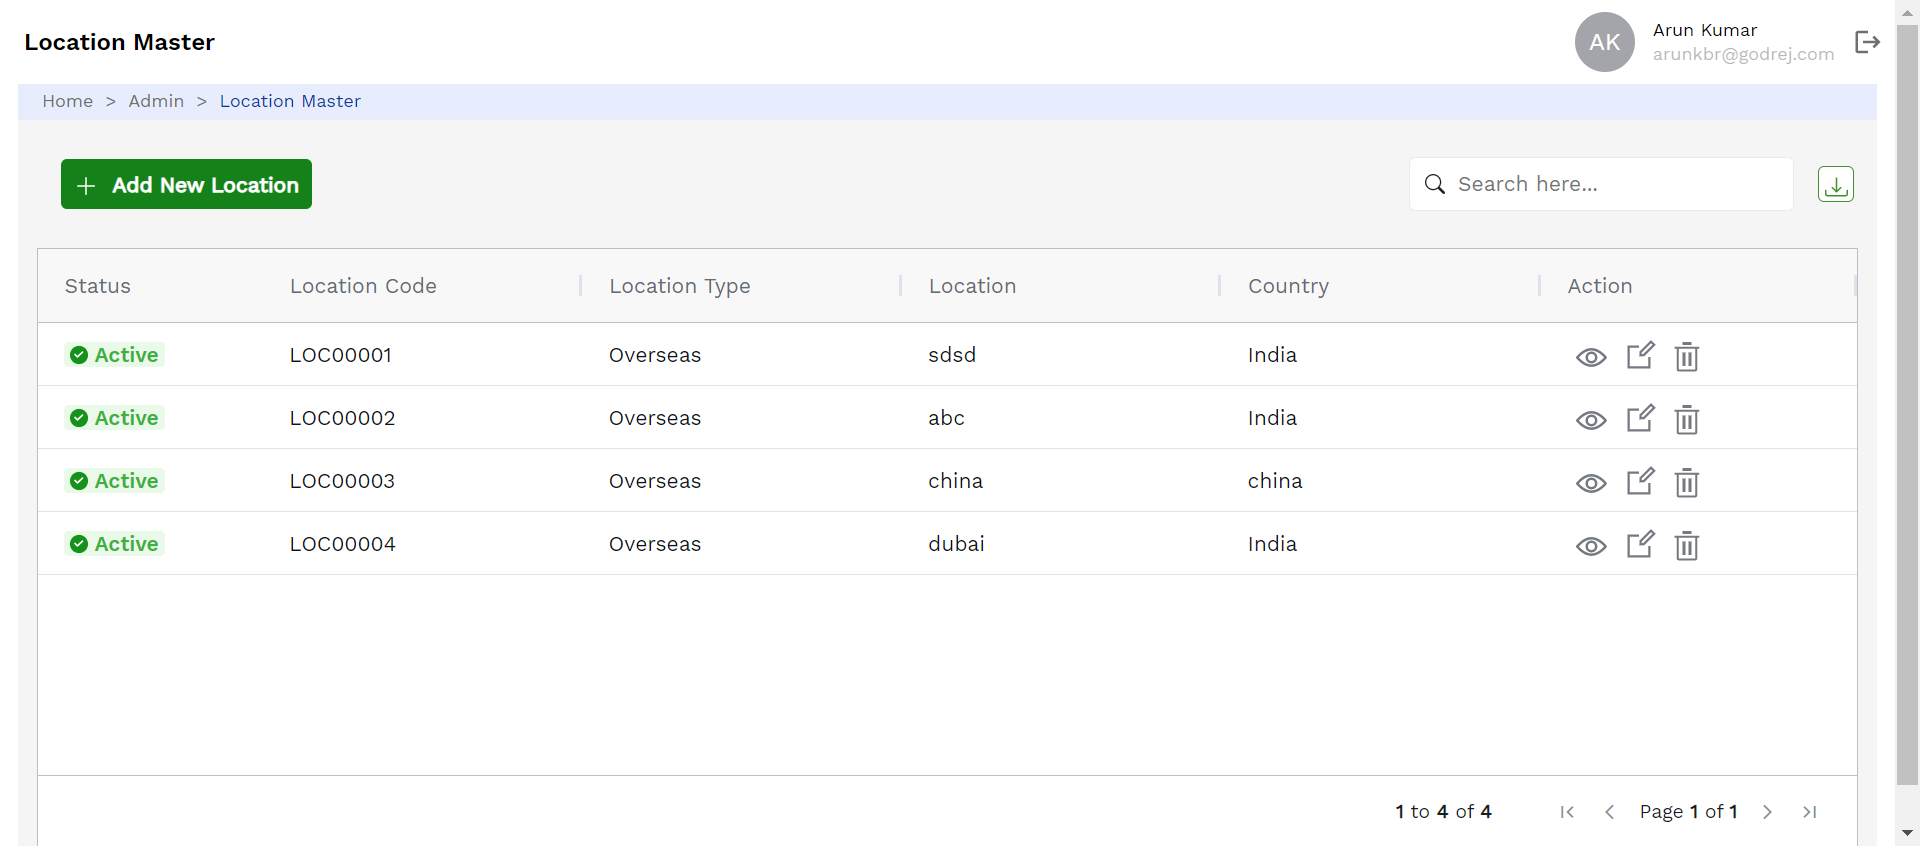 Location Master
AK
Arun Kumar
arunkbr@godrej.com
Home > Admin > Location Master
Add New Location
Search here...
Status Location Code Location Type Location Country Action
Active LOC00001 Overseas sdsd India
Active LOC00002 Overseas abc India
Active LOC00003 Overseas china china
Active LOC00004 Overseas dubai India
1 to 4 of 4 Page 1 of 1